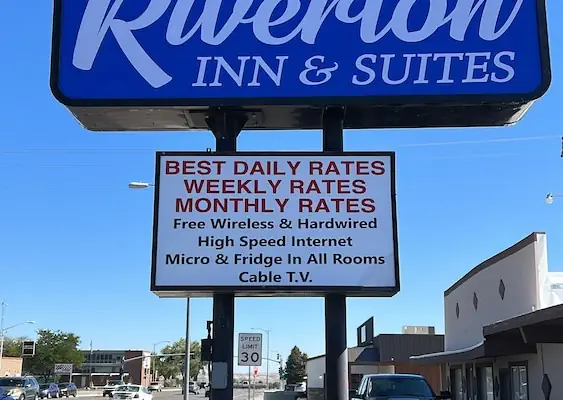 Riverton
INN & SUITES
BEST DAILY RATES
WEEKLY RATES
MONTHLY RATES
Free Wireless & Hardwired
High Speed Internet
Micro & Fridge In All Rooms
Cable T.V.
SPEED
LIMIT
30